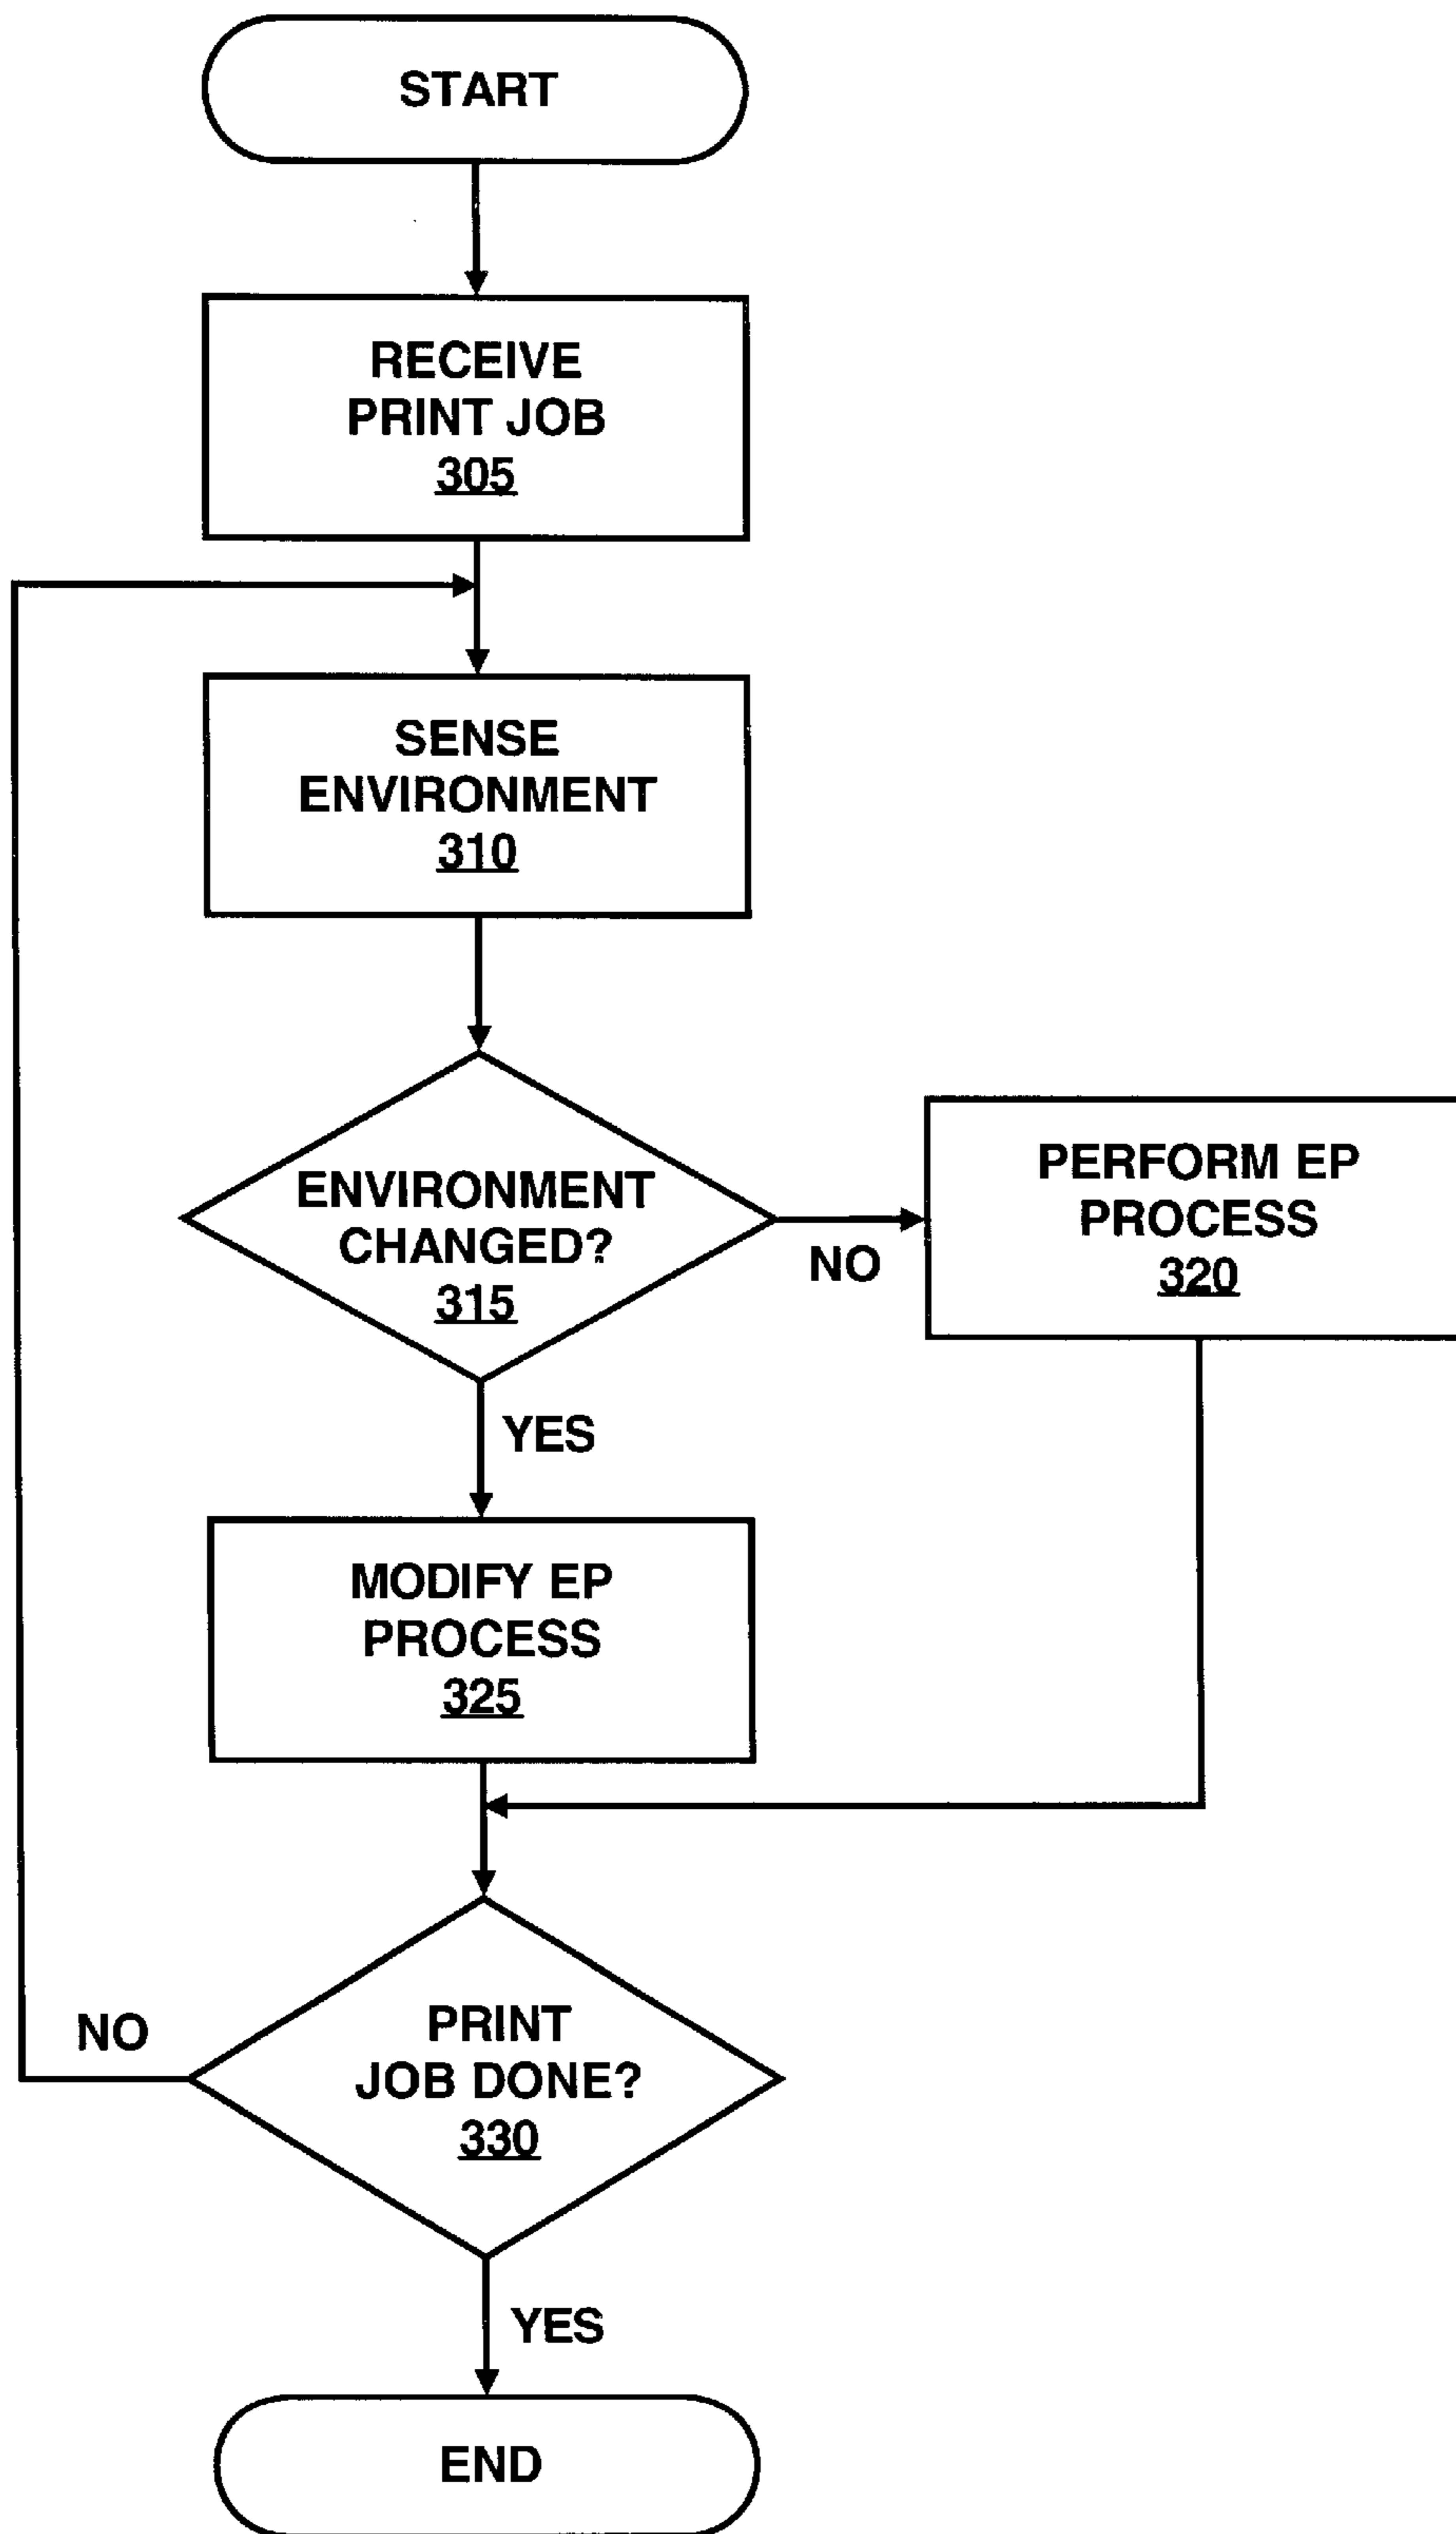 START
RECEIVE
PRINT JOB
305
SENSE
ENVIRONMENT
310
ENVIRONMENT
CHANGED?
315
NO
PERFORM EP
PROCESS
320
YES
MODIFY EP
PROCESS
325
NO
PRINT
JOB DONE?
330
YES
END